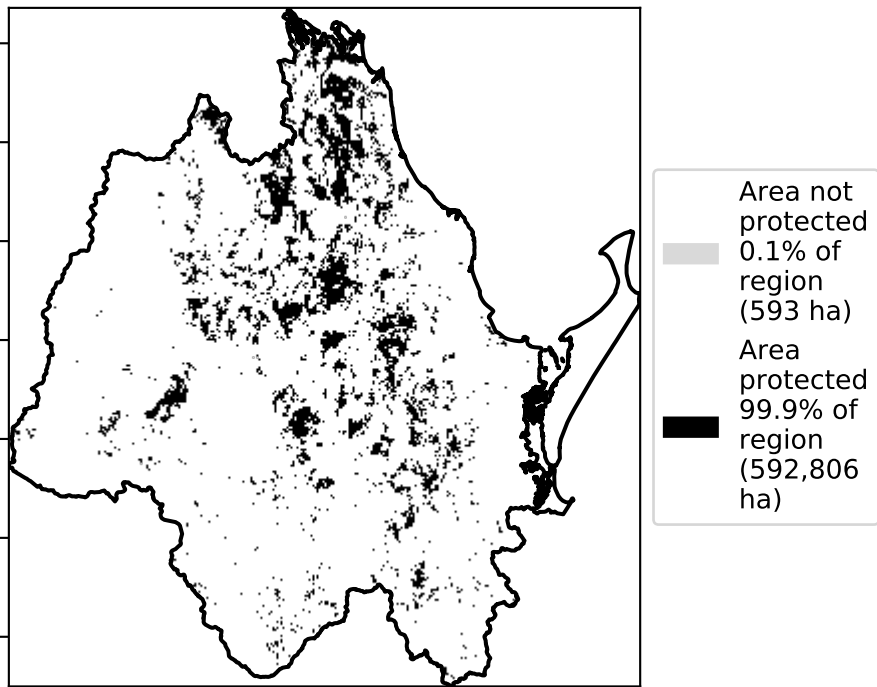 Area not
protected
0.1% of
region
(593 ha)
Area
protected
99.9% of
region
(592,806
ha)